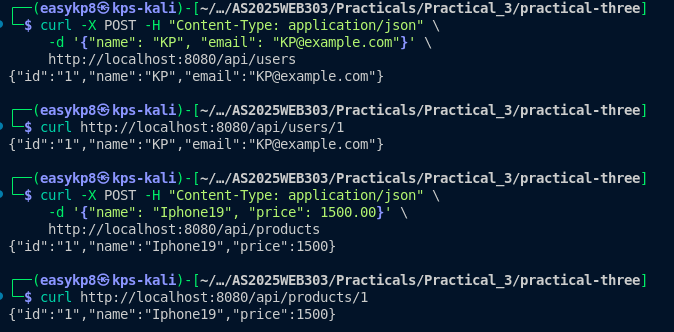 ┌──(easykp8㉿kps-kali)-[~/…/AS2025WEB303/Practicals/Practical_3/practical-three]
└─$ curl -X POST -H "Content-Type: application/json" \
-d '{"name": "KP", "email": "KP@example.com"}' \
http://localhost:8080/api/users
{"id":"1","name":"KP","email":"KP@example.com"}
┌──(easykp8㉿kps-kali)-[~/…/AS2025WEB303/Practicals/Practical_3/practical-three]
└─$ curl http://localhost:8080/api/users/1
{"id":"1","name":"KP","email":"KP@example.com"}
┌──(easykp8㉿kps-kali)-[~/…/AS2025WEB303/Practicals/Practical_3/practical-three]
└─$ curl -X POST -H "Content-Type: application/json" \
-d '{"name": "Iphone19", "price": 1500.00}' \
http://localhost:8080/api/products
{"id":"1","name":"Iphone19","price":1500}
┌──(easykp8㉿kps-kali)-[~/…/AS2025WEB303/Practicals/Practical_3/practical-three]
└─$ curl http://localhost:8080/api/products/1
{"id":"1","name":"Iphone19","price":1500}